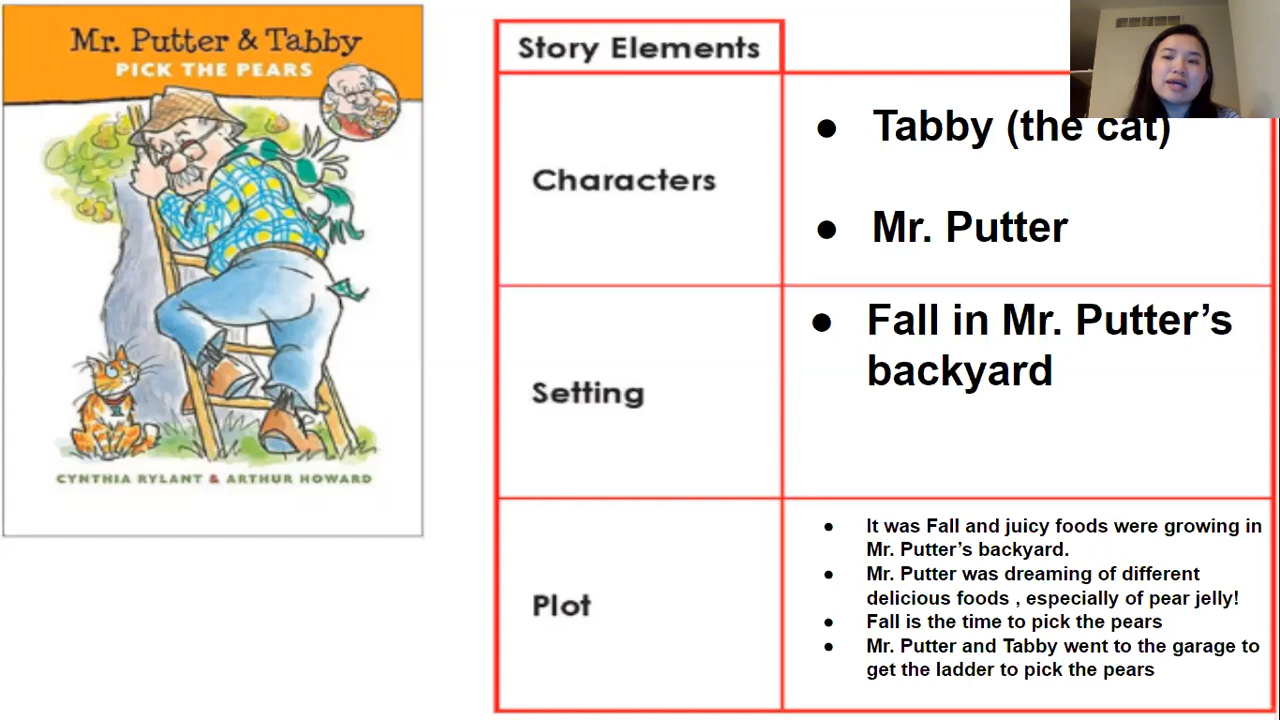 Mr. Putter & Tabby
PICK THE PEARS
CYNTHIA RYLANT & ARTHUR HOWARD
Story Elements
Characters
● Tabby (the cat)
● Mr. Putter
Setting
● Fall in Mr. Putter’s
backyard
Plot
● It was Fall and juicy foods were growing in
Mr. Putter’s backyard.
● Mr. Putter was dreaming of different
delicious foods , especially of pear jelly!
● Fall is the time to pick the pears
● Mr. Putter and Tabby went to the garage to
get the ladder to pick the pears